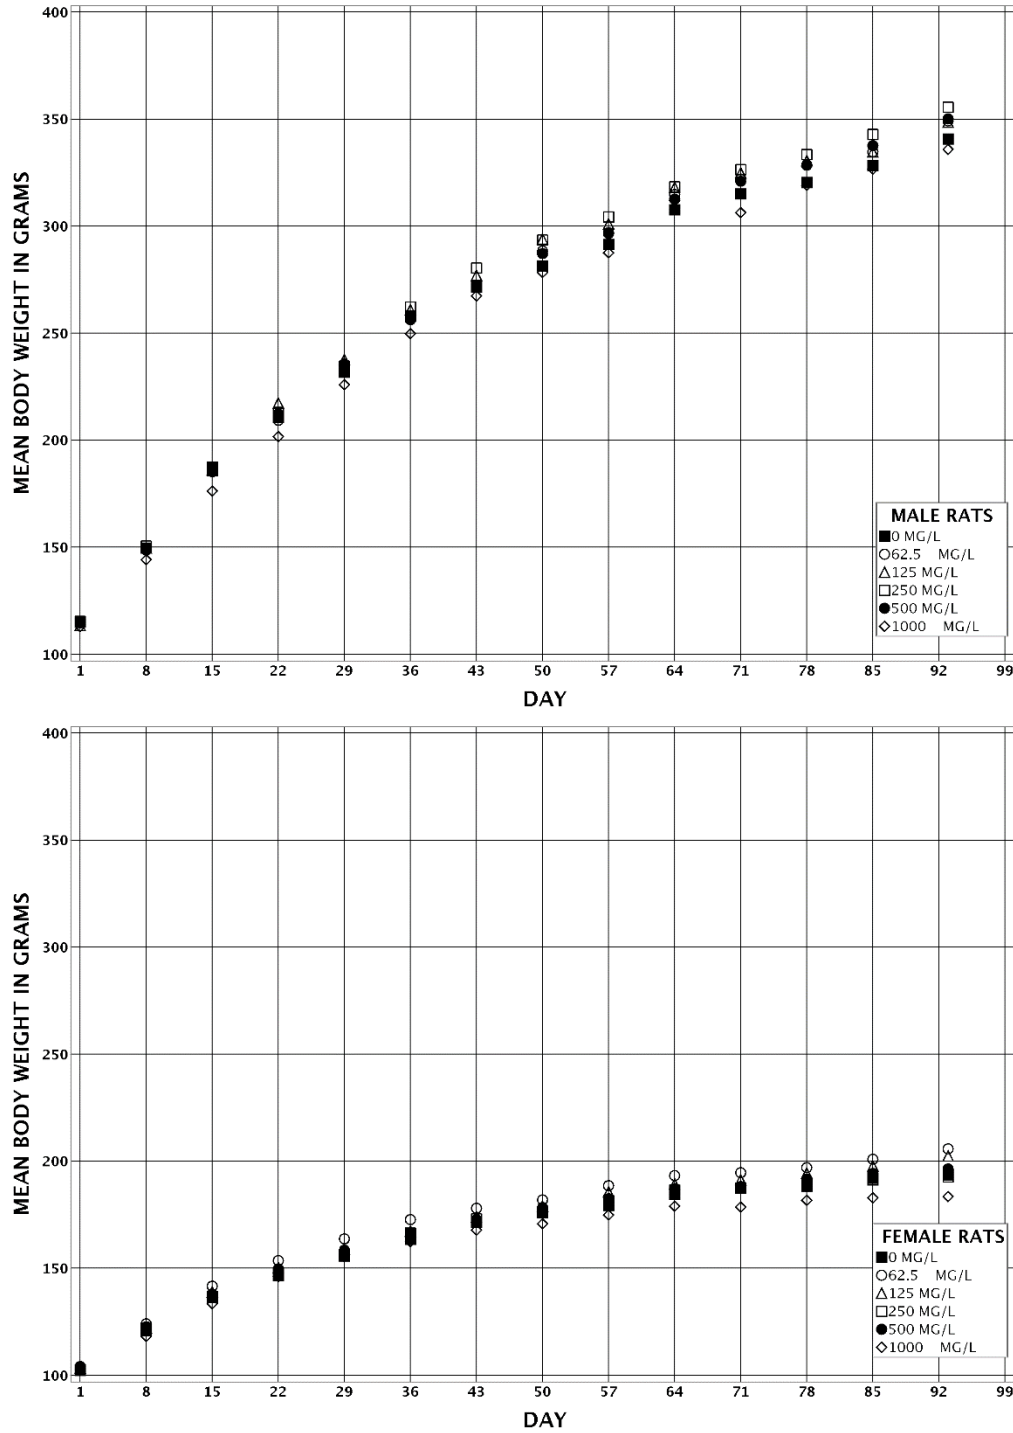 400
350
300
250
200
150
100
MEAN BODY WEIGHT IN GRAMS
MALE RATS
0 MG/L
62.5 MG/L
125 MG/L
250 MG/L
500 MG/L
1000 MG/L
1 8 15 22 29 36 43 50 57 64 71 78 85 92 99
DAY
400
350
300
250
200
150
100
MEAN BODY WEIGHT IN GRAMS
FEMALE RATS
0 MG/L
62.5 MG/L
125 MG/L
250 MG/L
500 MG/L
1000 MG/L
1 8 15 22 29 36 43 50 57 64 71 78 85 92 99
DAY